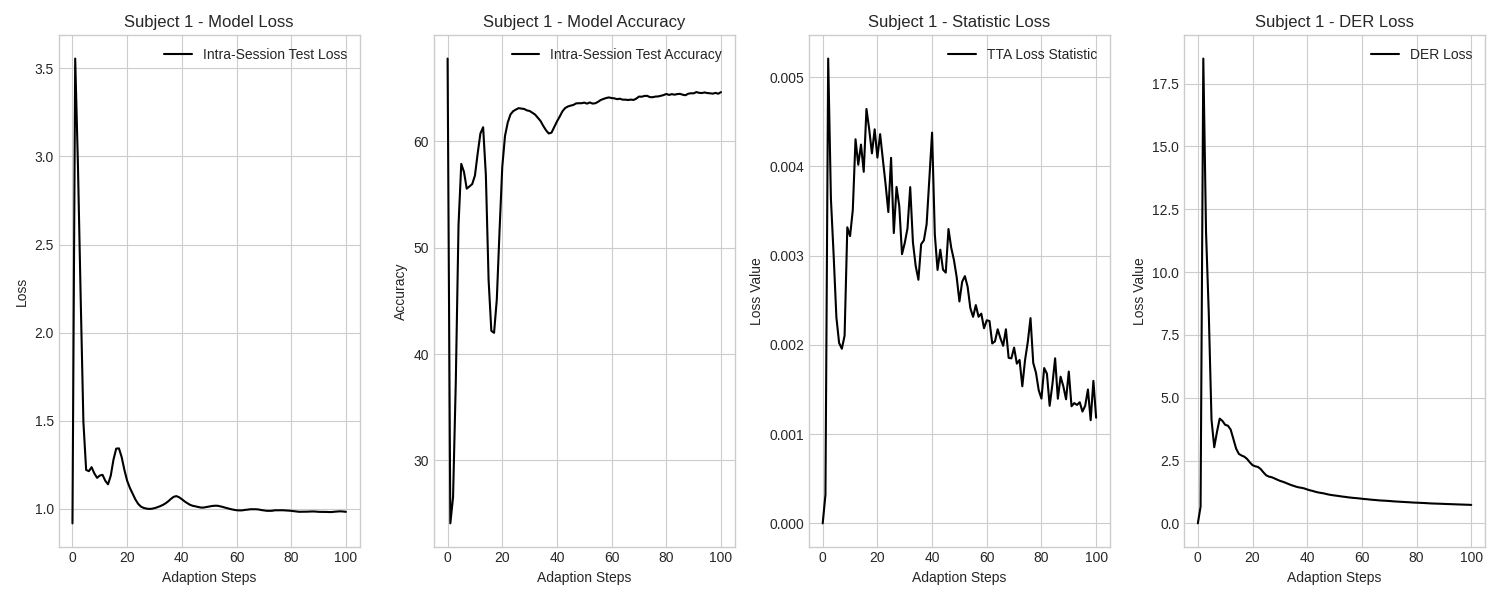 Subject 1 - Model Loss
Intra-Session Test Loss
3.5
3.0
2.5
2.0
1.5
1.0
Loss
0 20 40 60 80 100
Adaption Steps
Subject 1 - Model Accuracy
Intra-Session Test Accuracy
60
50
40
30
Accuracy
0 20 40 60 80 100
Adaption Steps
Subject 1 - Statistic Loss
TTA Loss Statistic
0.005
0.004
0.003
0.002
0.001
0.000
Loss Value
0 20 40 60 80 100
Adaption Steps
Subject 1 - DER Loss
DER Loss
17.5
15.0
12.5
10.0
7.5
5.0
2.5
0.0
Loss Value
0 20 40 60 80 100
Adaption Steps